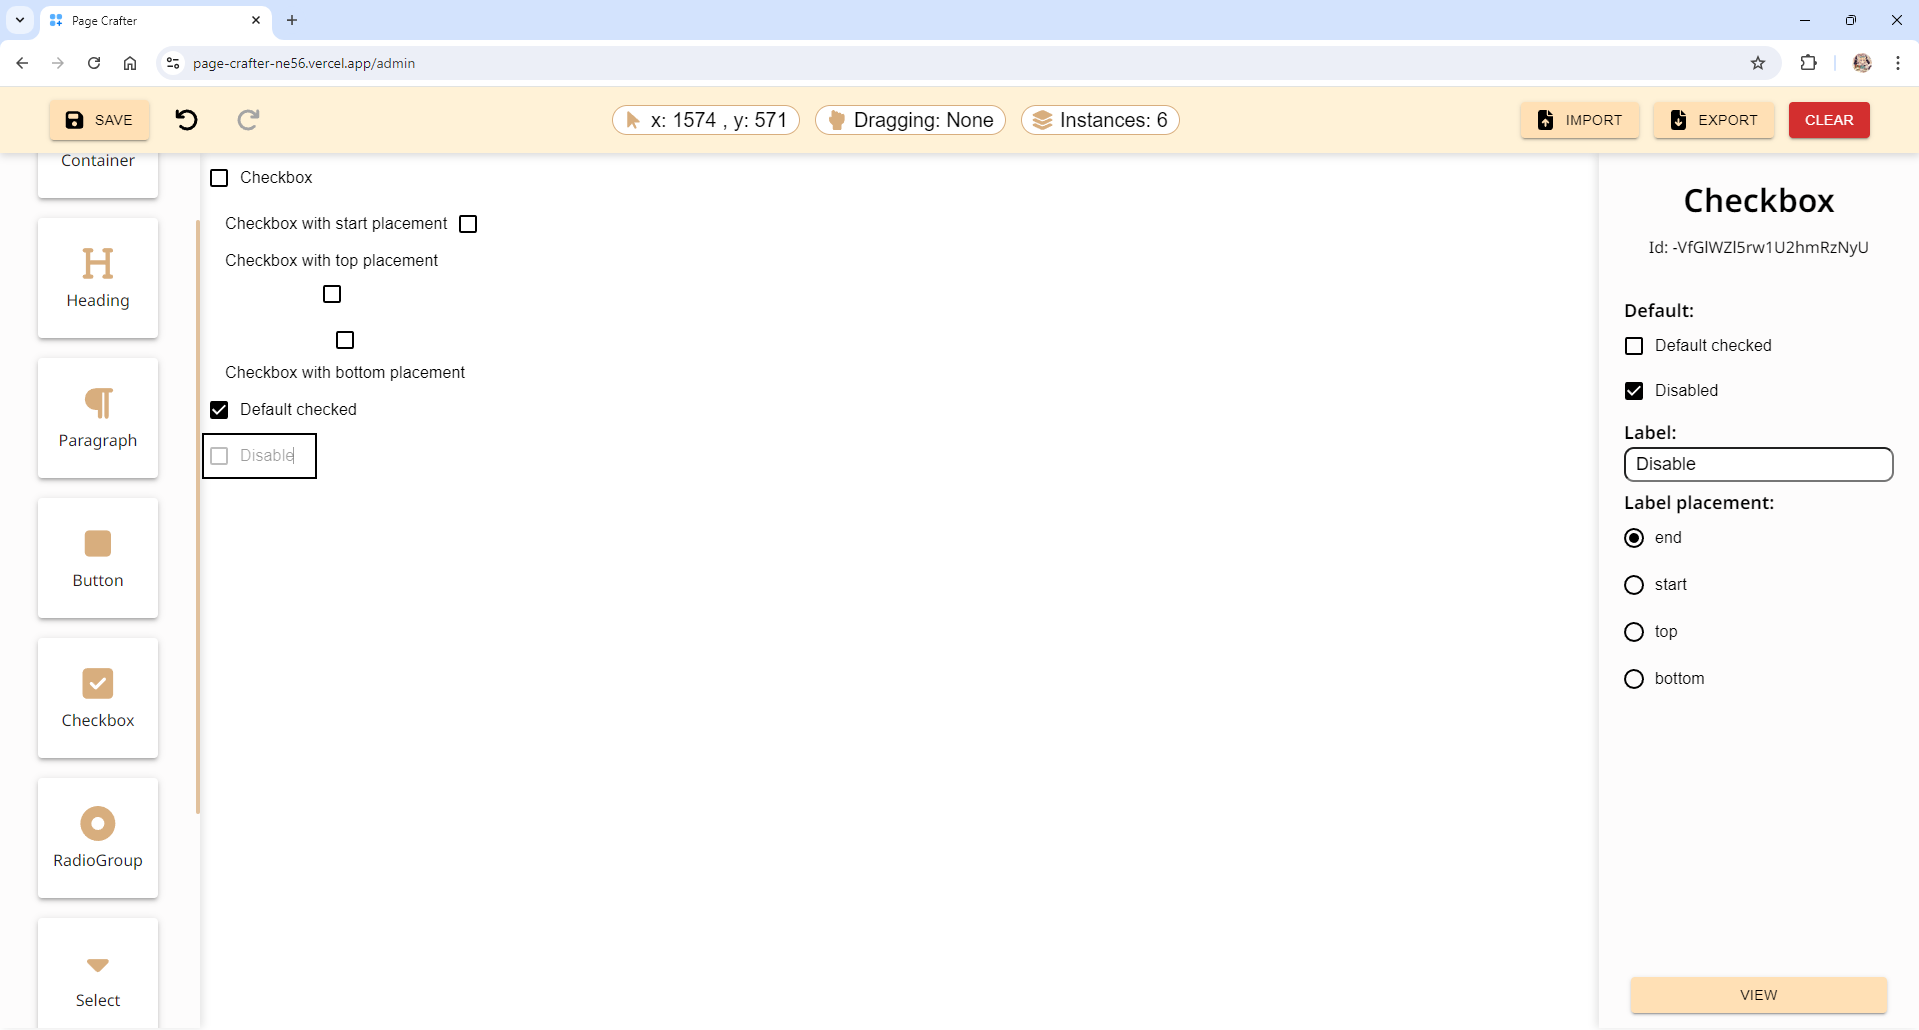 Page Crafter
page-crafter-ne56.vercel.app/admin
SAVE
x: 1574 , y: 571
Dragging: None
Instances: 6
IMPORT
EXPORT
CLEAR
Container
Heading
Paragraph
Button
Checkbox
RadioGroup
Select
Checkbox
Checkbox with start placement
Checkbox with top placement
Checkbox with bottom placement
Default checked
Disable
Checkbox
Id: -VfGlWZl5rw1U2hmRzNyU
Default:
Default checked
Disabled
Label:
Disable
Label placement:
end
start
top
bottom
VIEW